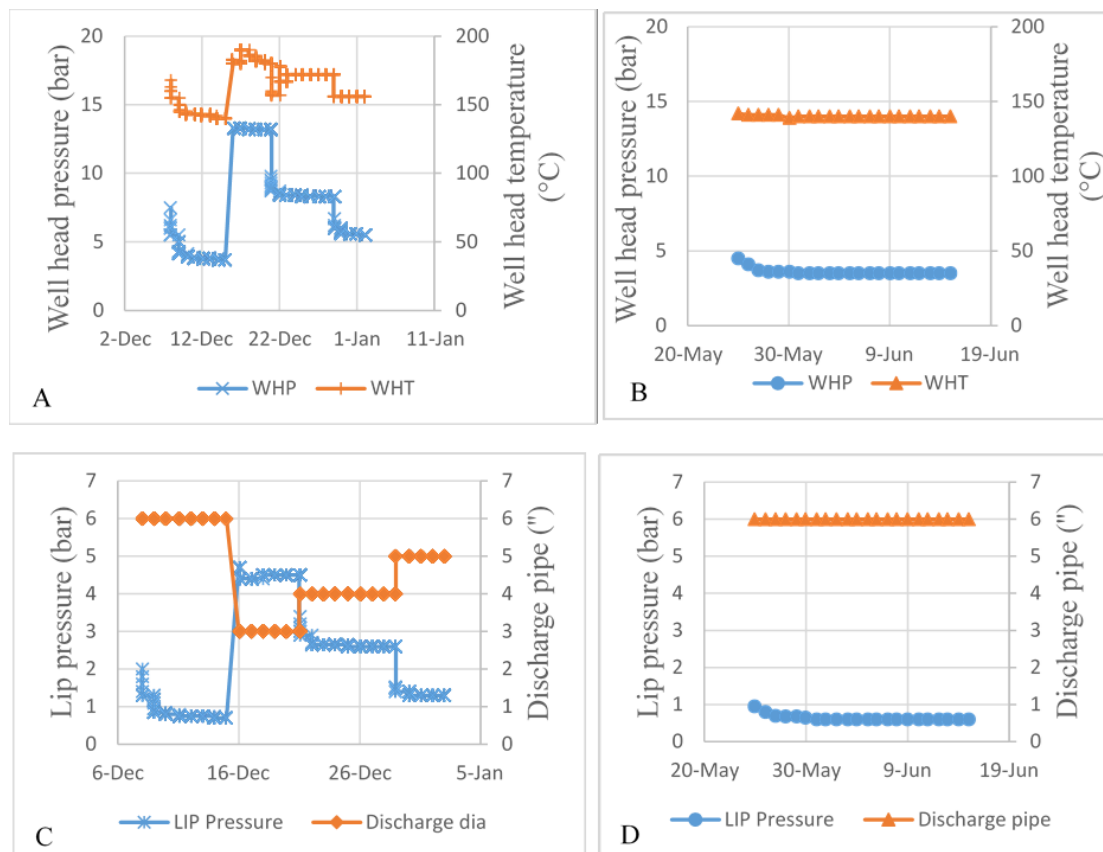 Well head pressure (bar)
20
15
10
5
0
200
150
100
50
0
Well head temperature
(°C)
2-Dec 12-Dec 22-Dec 1-Jan 11-Jan
WHP WHT
A
Well head pressure (bar)
20
15
10
5
0
200
150
100
50
0
Well head temperature
(°C)
20-May 30-May 9-Jun 19-Jun
WHP WHT
B
Lip pressure (bar)
7
6
5
4
3
2
1
0
7
6
5
4
3
2
1
0
Discharge pipe (")
6-Dec 16-Dec 26-Dec 5-Jan
LIP Pressure Discharge dia
C
Lip pressure (bar)
7
6
5
4
3
2
1
0
7
6
5
4
3
2
1
0
Discharge pipe (")
20-May 30-May 9-Jun 19-Jun
LIP Pressure Discharge pipe
D